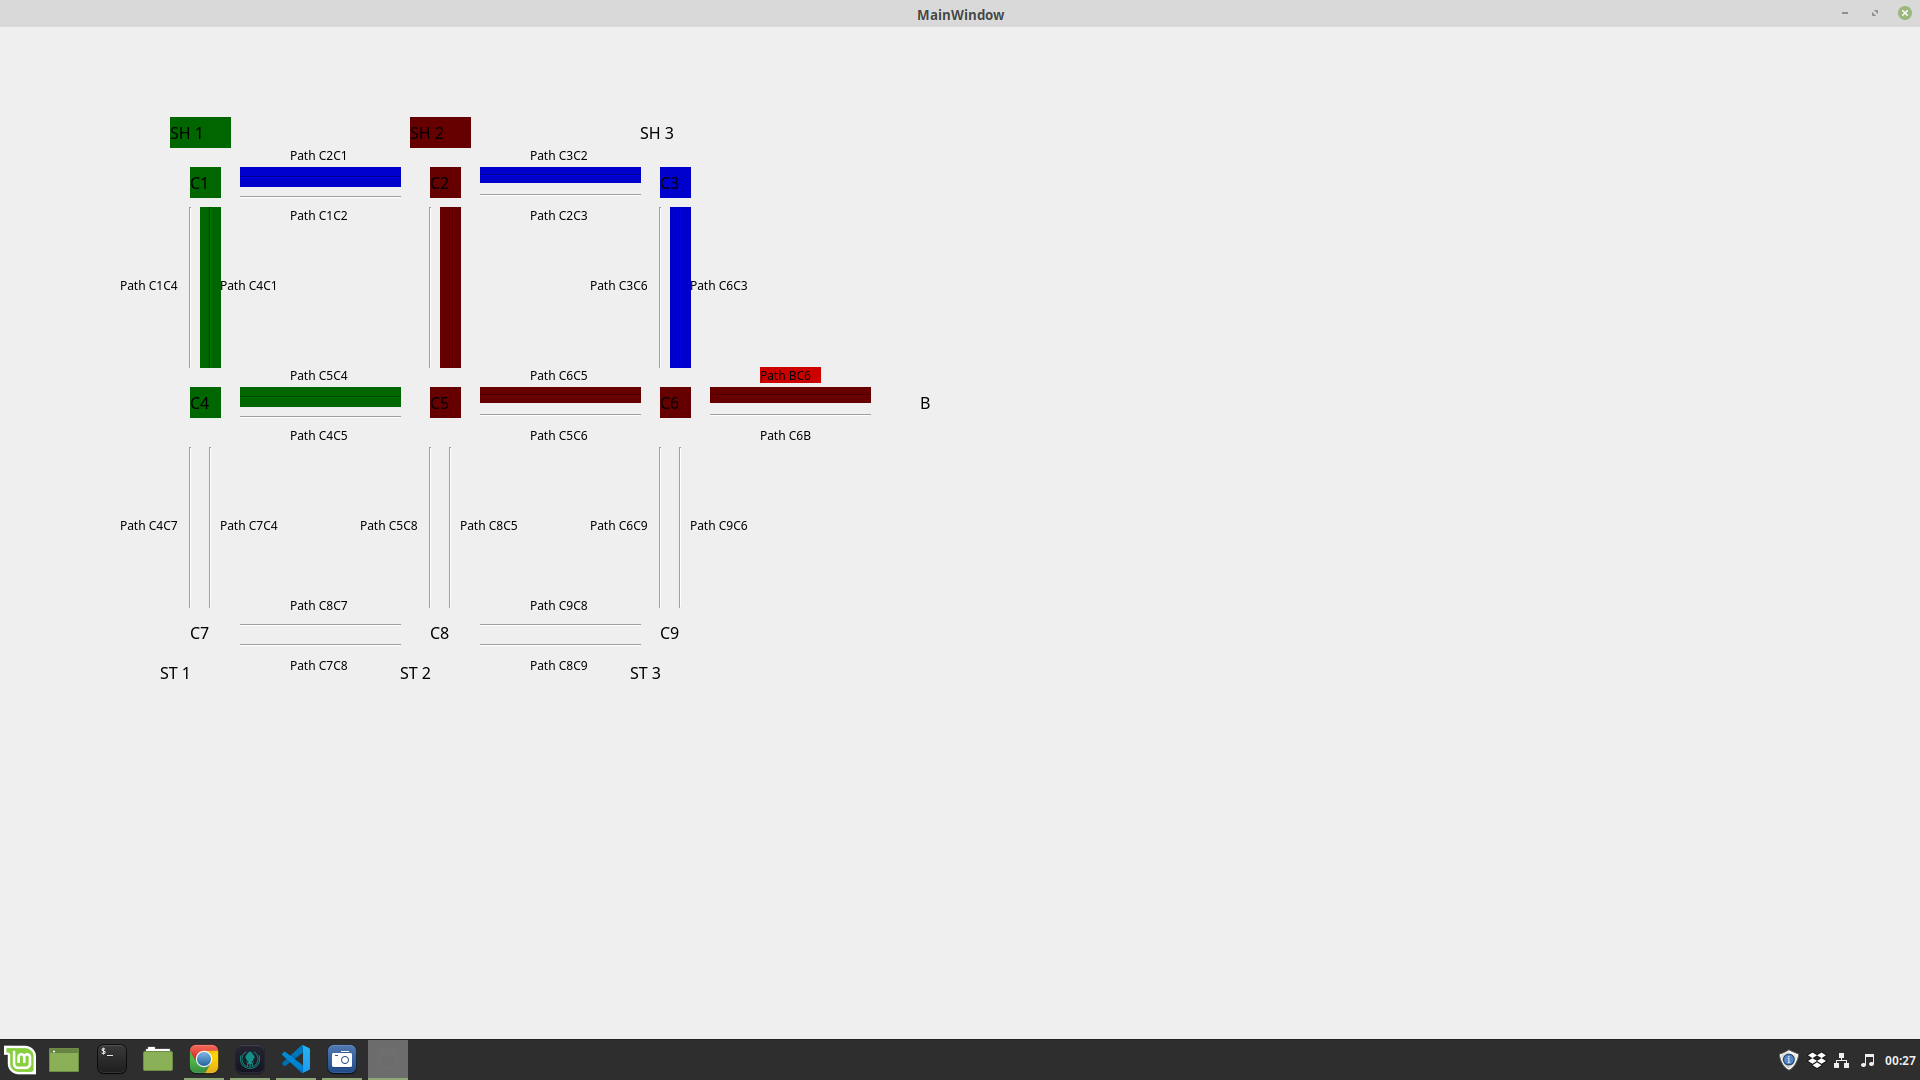 MainWindow
SH 1
SH 2
SH 3
Path C2C1
Path C3C2
C1
C2
C3
Path C1C2
Path C2C3
Path C1C4
Path C4C1
Path C3C6
Path C6C3
Path C5C4
Path C6C5
Path BC6
C4
C5
C6
B
Path C4C5
Path C5C6
Path C6B
Path C4C7
Path C7C4
Path C5C8
Path C8C5
Path C6C9
Path C9C6
Path C8C7
Path C9C8
C7
C8
C9
Path C7C8
Path C8C9
ST 1
ST 2
ST 3
00:27